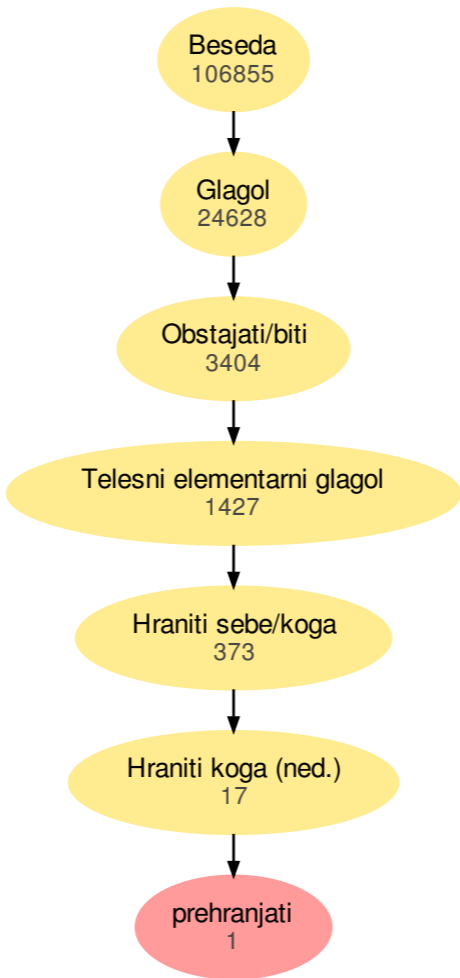 Beseda
106855
Glagol
24628
Obstajati/biti
3404
Telesni elementarni glagol
1427
Hraniti sebe/koga
373
Hraniti koga (ned.)
17
prehranjati
1